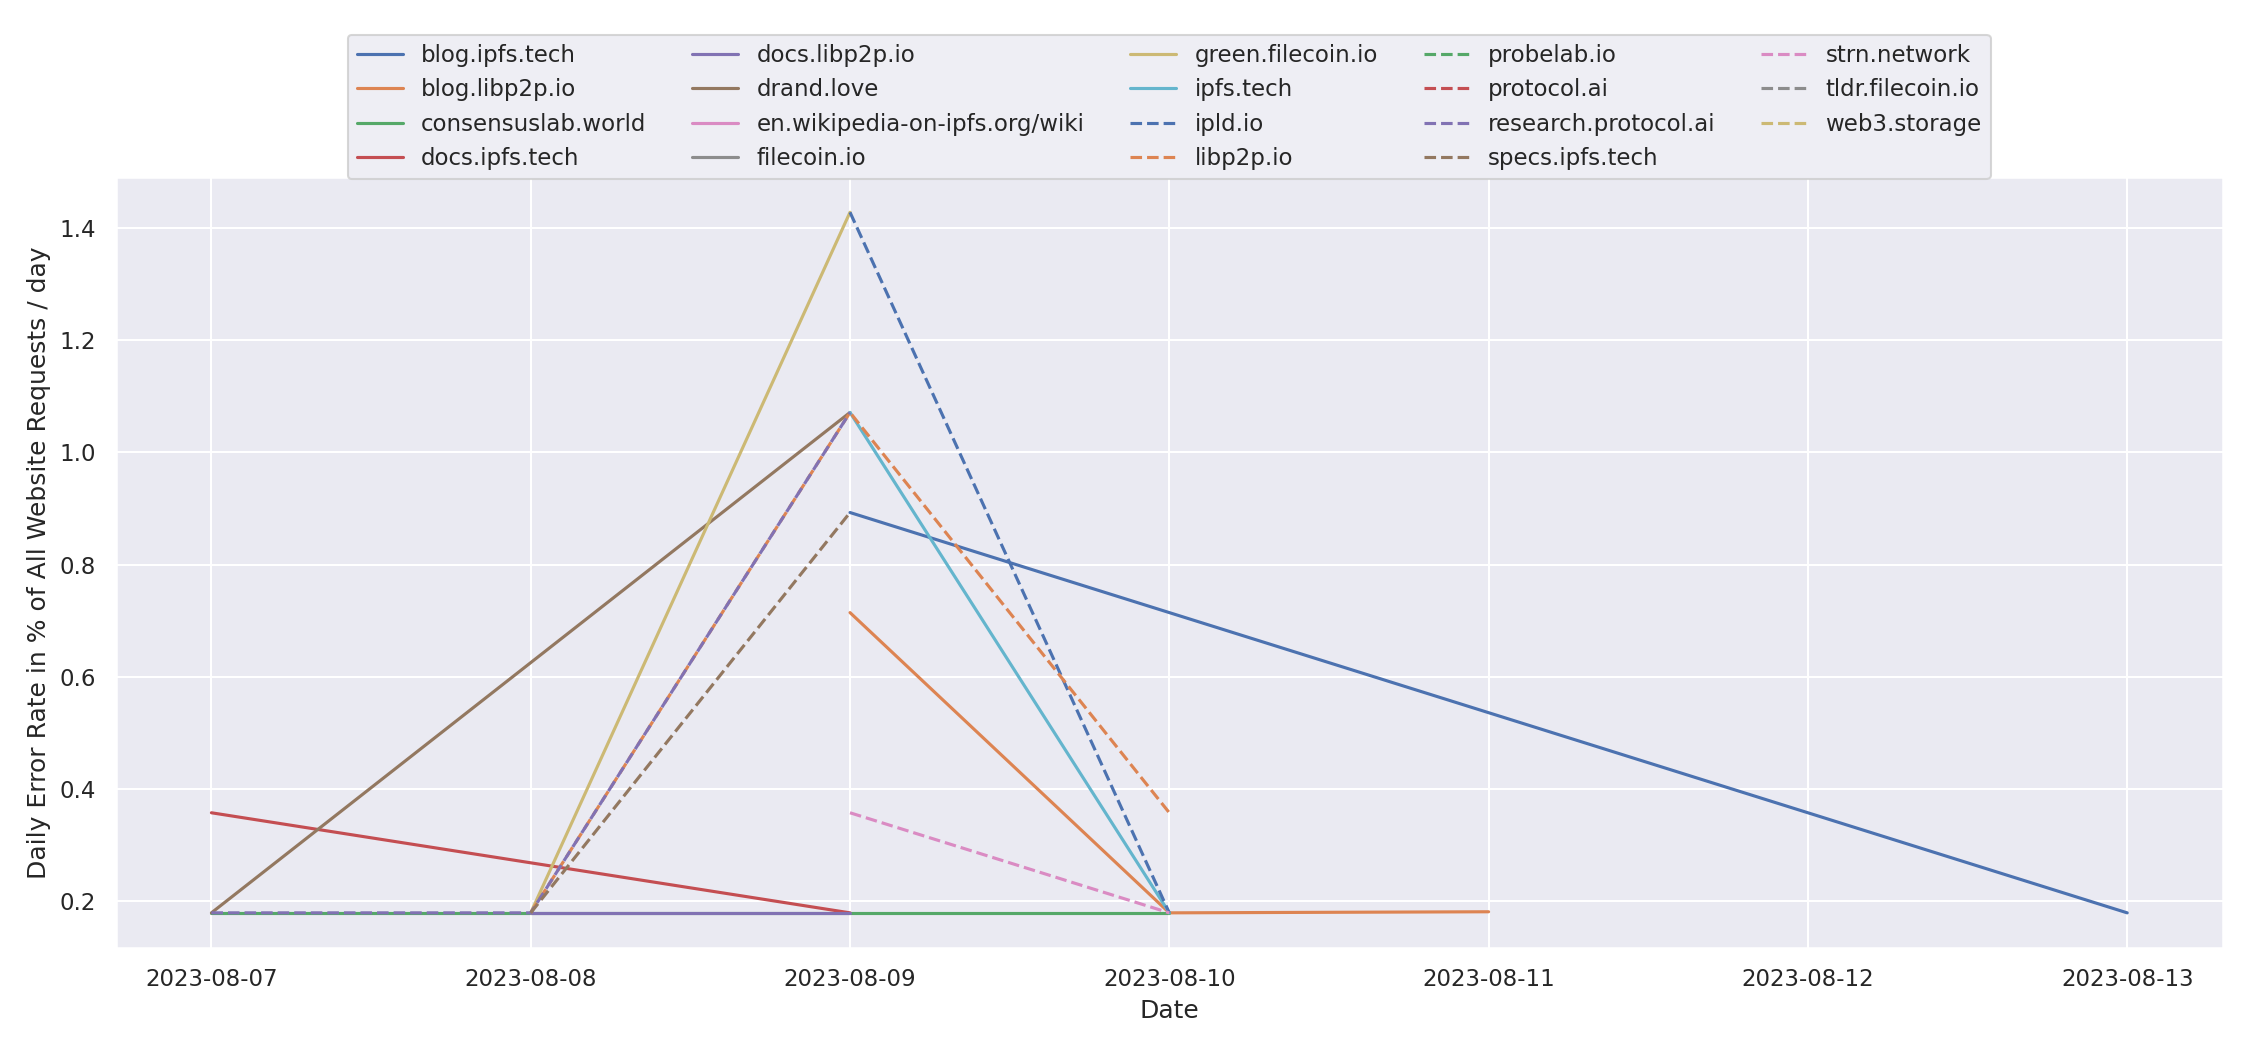 blog.ipfs.tech
blog.libp2p.io
consensuslab.world
docs.ipfs.tech
docs.libp2p.io
drand.love
en.wikipedia-on-ipfs.org/wiki
filecoin.io
green.filecoin.io
ipfs.tech
ipld.io
libp2p.io
probelab.io
protocol.ai
research.protocol.ai
specs.ipfs.tech
strn.network
tldr.filecoin.io
web3.storage
Daily Error Rate in % of All Website Requests / day
1.4
1.2
1.0
0.8
0.6
0.4
0.2
2023-08-07
2023-08-08
2023-08-09
2023-08-10
2023-08-11
2023-08-12
2023-08-13
Date